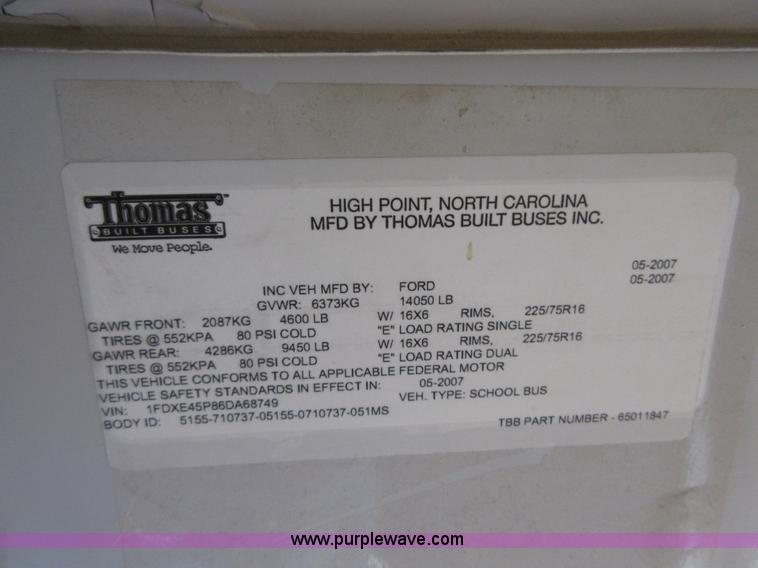 Thomas
BUILT BUSES
We Move People.
HIGH POINT, NORTH CAROLINA
MFD BY THOMAS BUILT BUSES INC.
05-2007
INC VEH MFD BY: FORD 05-2007
GVWR: 6373KG 14050 LB
GAWR FRONT: 2087KG 4600 LB W/ 16X6 RIMS, 225/75R16
TIRES @ 552KPA 80 PSI COLD "E" LOAD RATING SINGLE
GAWR REAR: 4286KG 9450 LB W/ 16X6 RIMS, 225/75R16
TIRES @ 552KPA 80 PSI COLD "E" LOAD RATING DUAL
THIS VEHICLE CONFORMS TO ALL APPLICABLE FEDERAL MOTOR
VEHICLE SAFETY STANDARDS IN EFFECT IN: 05-2007
VIN: 1FDXE45P86DA68749 VEH. TYPE: SCHOOL BUS
BODY ID: 5155-710737-05155-0710737-051MS TBB PART NUMBER - 65011847
www.purplewave.com